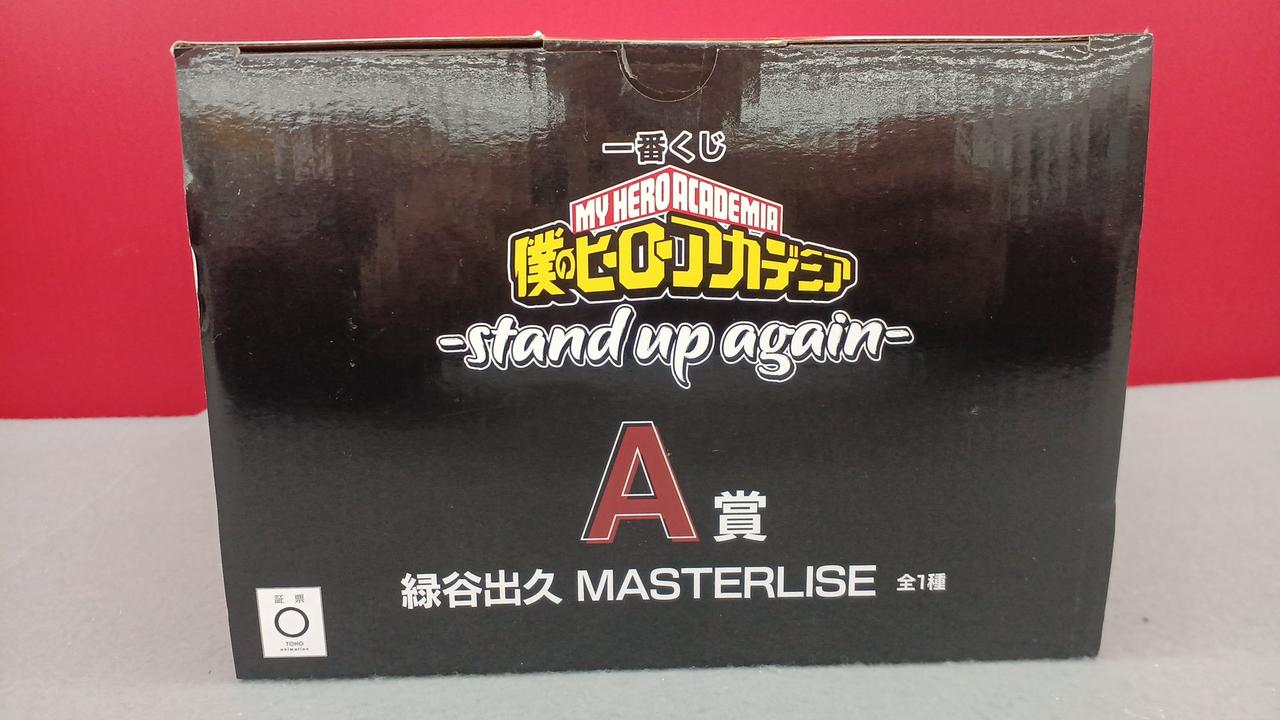 一番くじ
MY HERO ACADEMIA
僕のヒーローアカデミア
-stand up again-
A賞
緑谷出久 MASTERLISE 全1種
証 票
TOHO
animation